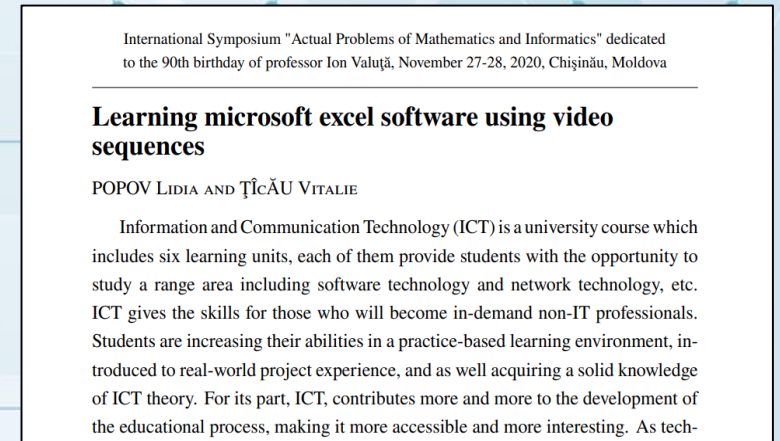 International Symposium "Actual Problems of Mathematics and Informatics" dedicated
to the 90th birthday of professor Ion Valuţă, November 27-28, 2020, Chişinău, Moldova
Learning microsoft excel software using video
sequences
POPOV Lidia and ŢÎcĂU Vitalie
Information and Communication Technology (ICT) is a university course which
includes six learning units, each of them provide students with the opportunity to
study a range area including software technology and network technology, etc.
ICT gives the skills for those who will become in-demand non-IT professionals.
Students are increasing their abilities in a practice-based learning environment, in-
troduced to real-world project experience, and as well acquiring a solid knowledge
of ICT theory. For its part, ICT, contributes more and more to the development of
the educational process, making it more accessible and more interesting. As tech-